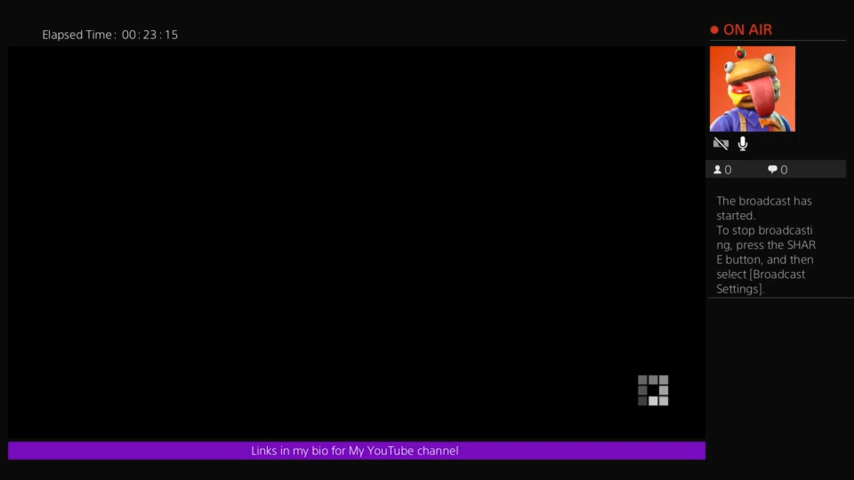 Elapsed Time: 00:23:15
ON AIR
0 0
The broadcast has
started.
To stop broadcasti
ng, press the SHAR
E button, and then
select [Broadcast
Settings].
Links in my bio for My YouTube channel